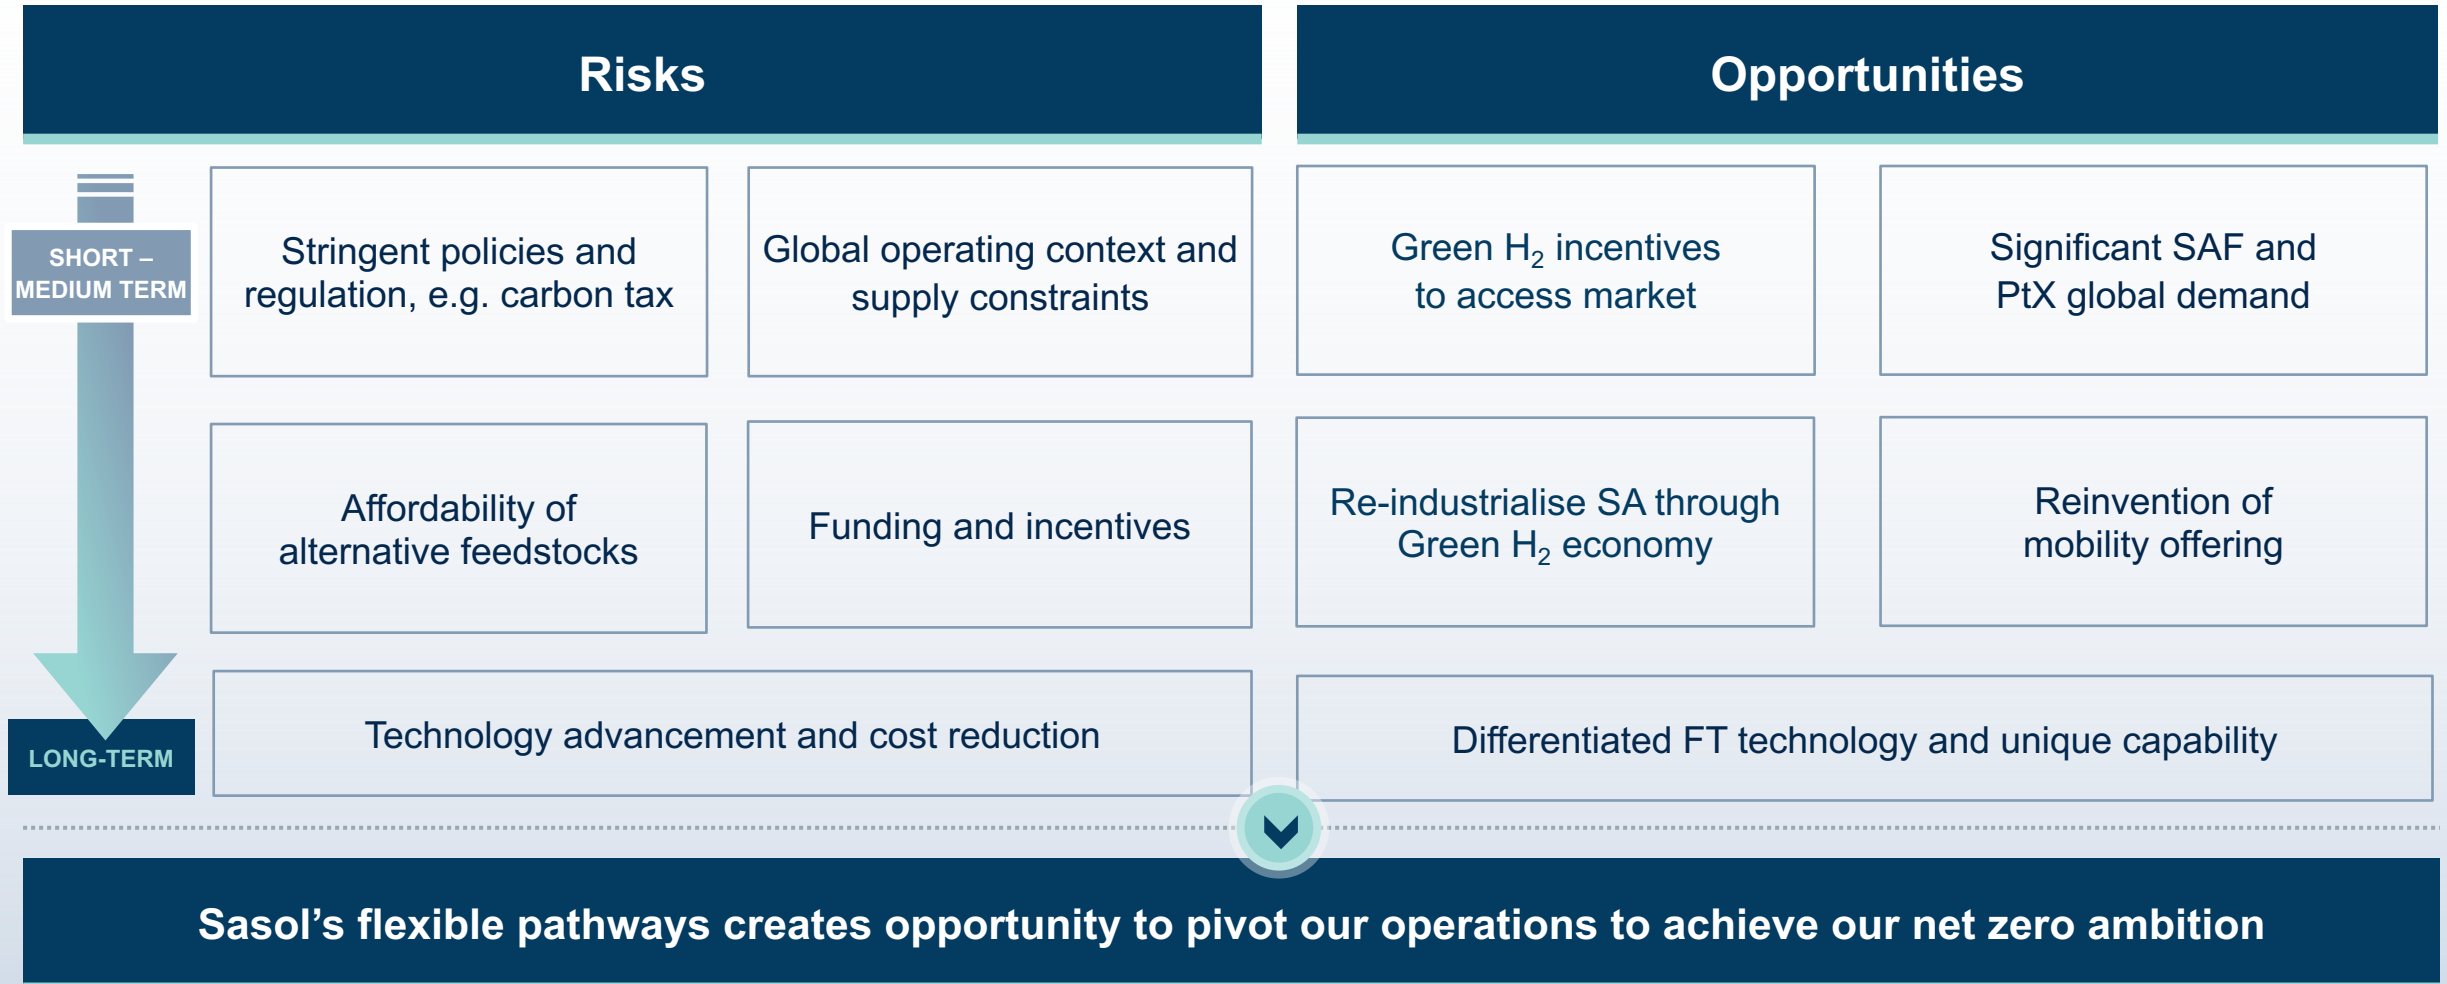 Risks
Opportunities
SHORT –
MEDIUM TERM
Stringent policies and
regulation, e.g. carbon tax
Global operating context and
supply constraints
Green H₂ incentives
to access market
Significant SAF and
PtX global demand
Affordability of
alternative feedstocks
Funding and incentives
Re-industrialise SA through
Green H₂ economy
Reinvention of
mobility offering
LONG-TERM
Technology advancement and cost reduction
Differentiated FT technology and unique capability
Sasol’s flexible pathways creates opportunity to pivot our operations to achieve our net zero ambition